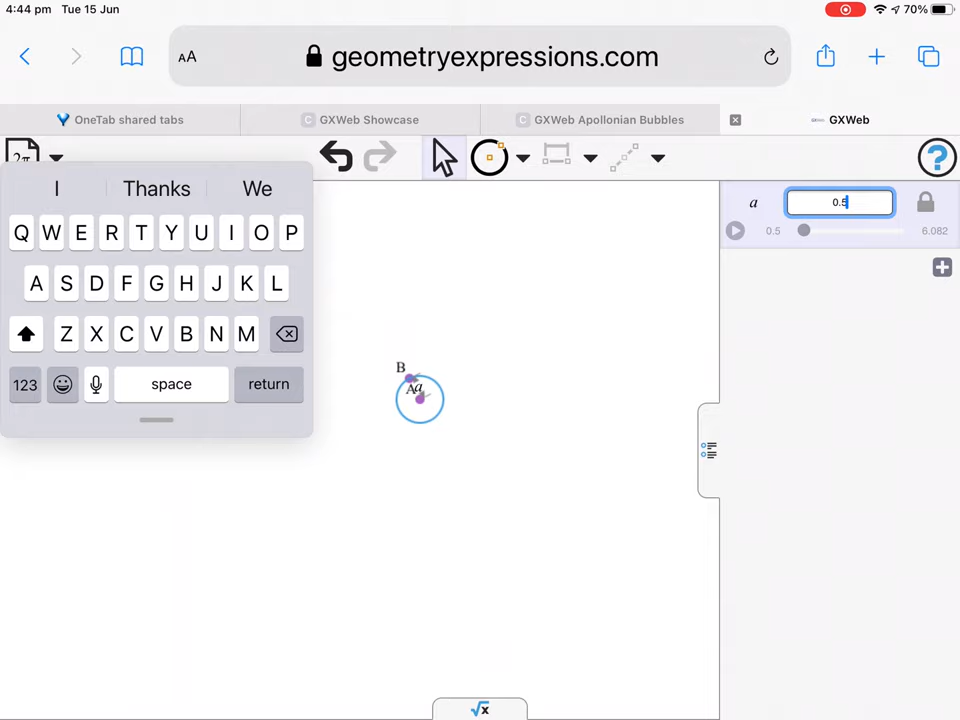 4:44 pm Tue 15 Jun 70%
AA geometryexpressions.com
OneTab shared tabs GXWeb Showcase GXWeb Apollonian Bubbles GXWeb
2π ?
I Thanks We
a 0.5
0.5 6.082
Q W E R T Y U I O P
A S D F G H J K L
Z X C V B N M
123 space return
B
A a
√x